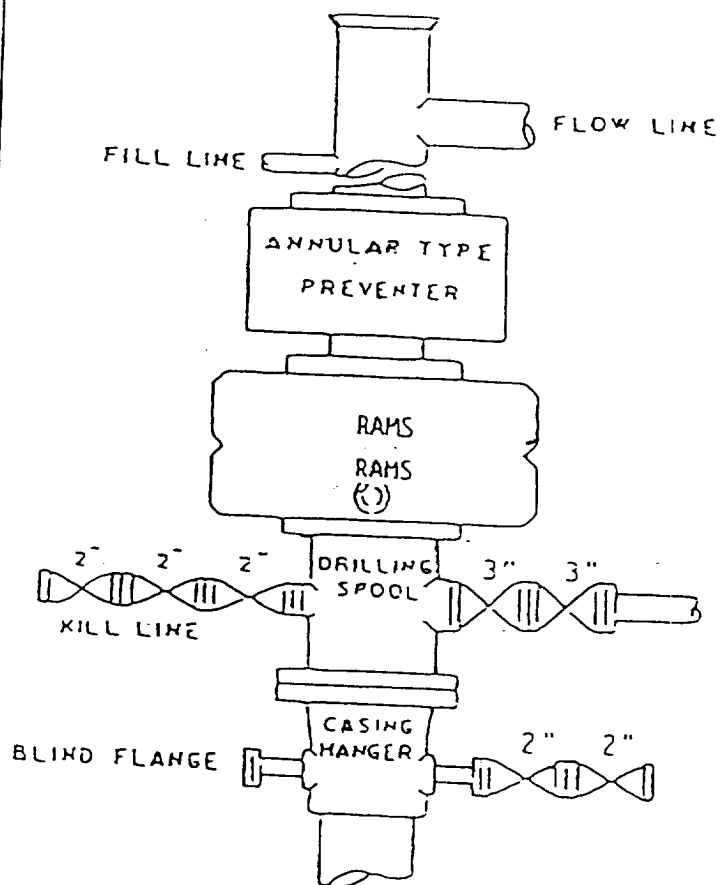 FLOW LINE
FILL LINE
ANNULAR TYPE
PREVENTER
RAMS
RAMS
2" 2" 2"
DRILLING
SPOOL
3" 3"
KILL LINE
CASING
HANGER
BLIND FLANGE
2" 2"